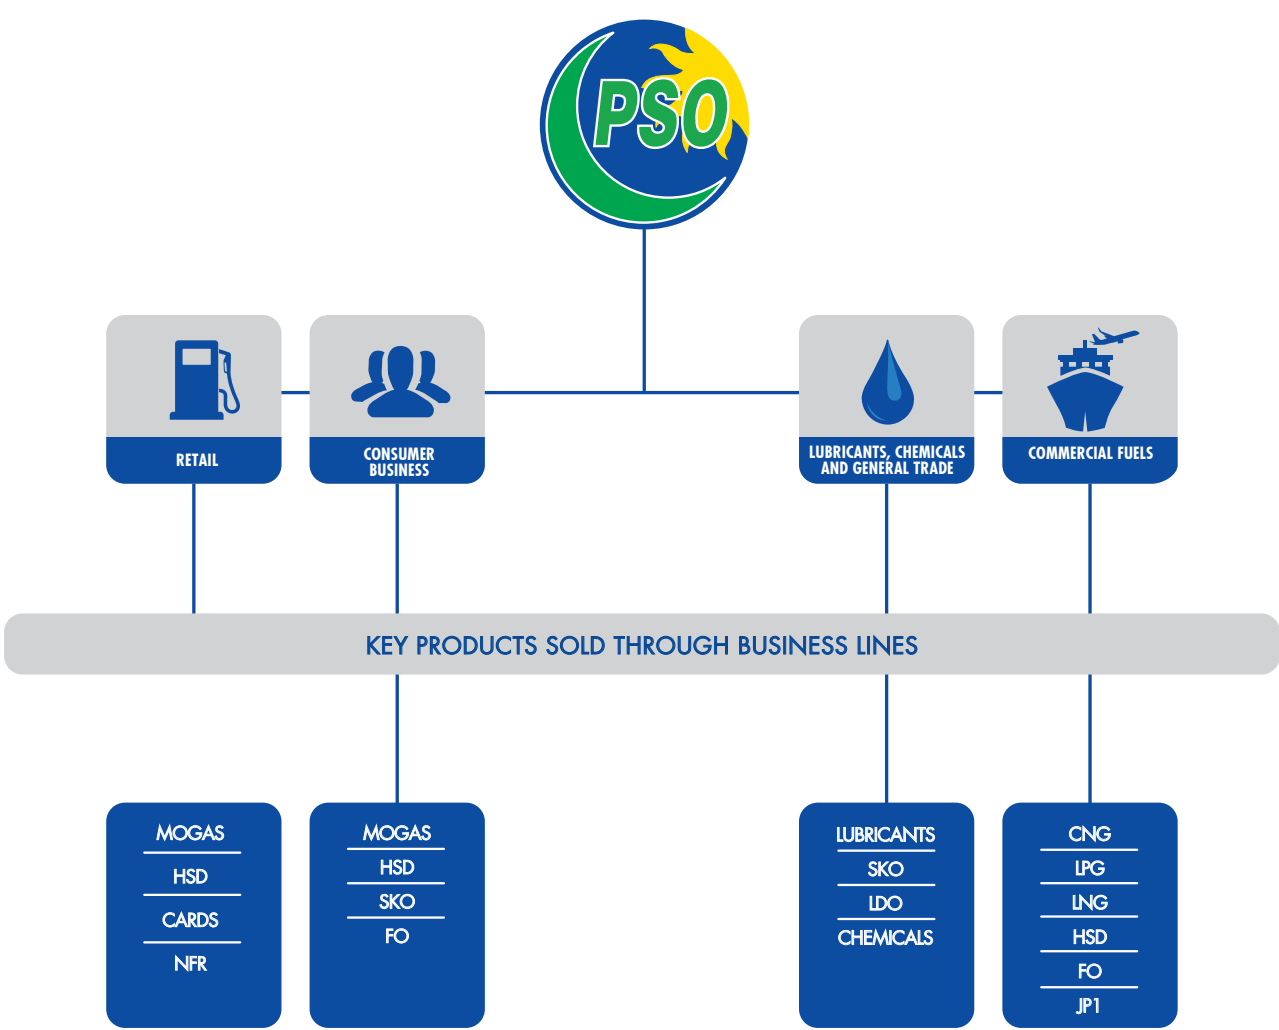 PSO
RETAIL
CONSUMER
BUSINESS
LUBRICANTS, CHEMICALS
AND GENERAL TRADE
COMMERCIAL FUELS
KEY PRODUCTS SOLD THROUGH BUSINESS LINES
MOGAS
HSD
CARDS
NFR
MOGAS
HSD
SKO
FO
LUBRICANTS
SKO
LDO
CHEMICALS
CNG
LPG
LNG
HSD
FO
JP1